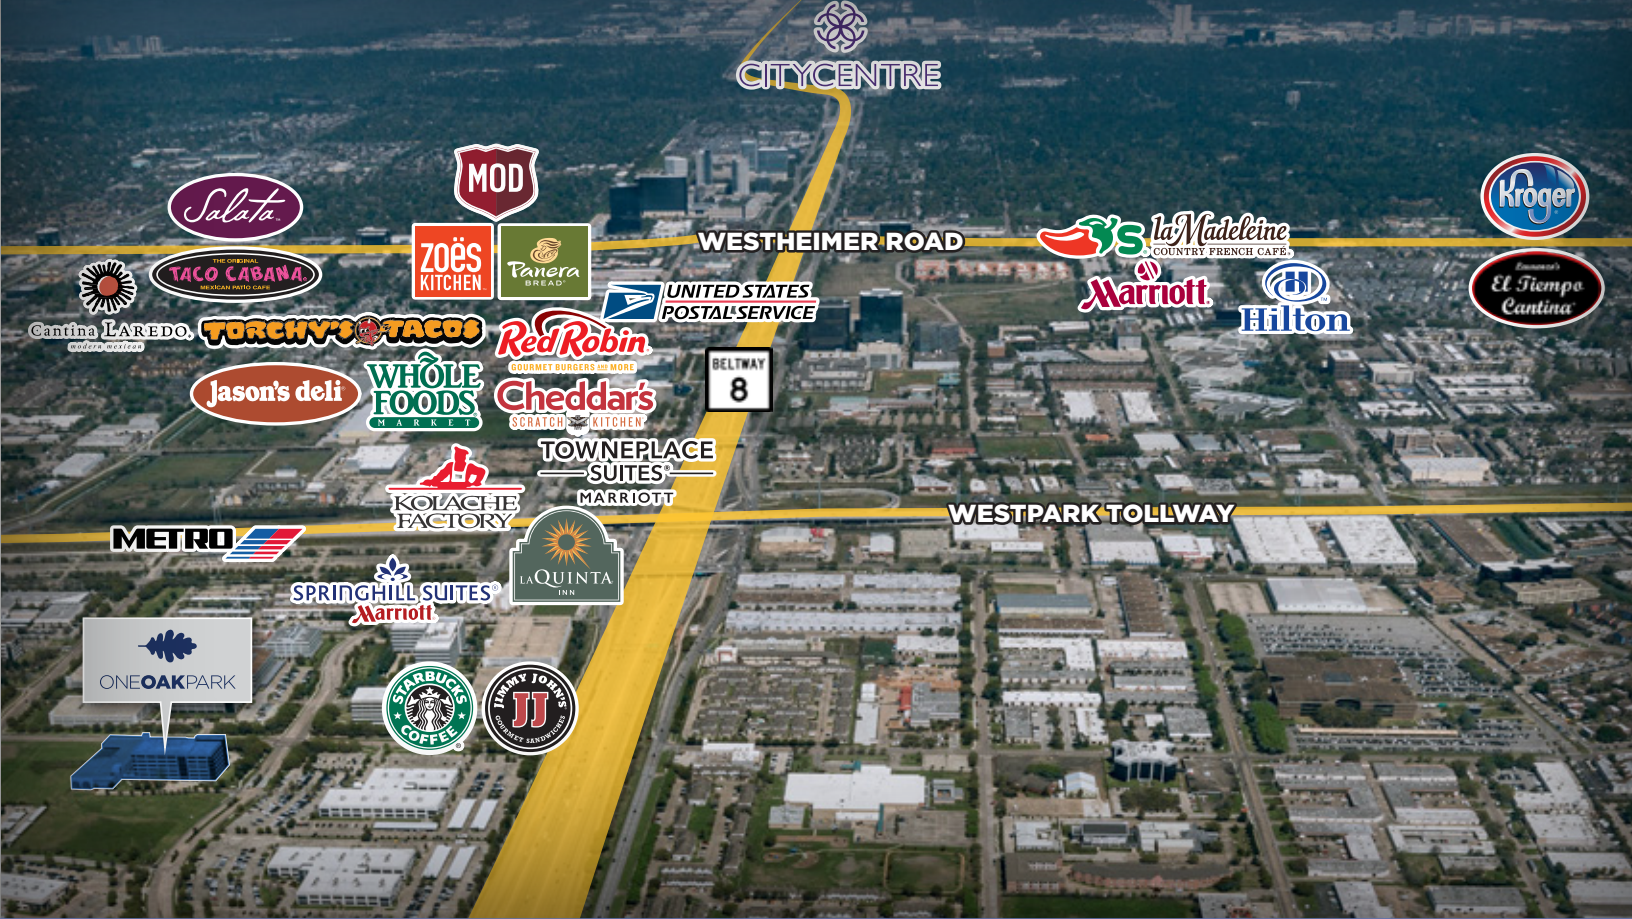 CITYCENTRE
MOD
Salata
Kroger
WESTHEIMER ROAD
CHILI'S
la Madeleine
COUNTRY FRENCH CAFÉ
ZOËS
KITCHEN
Panera
BREAD®
THE ORIGINAL
TACO CABANA®
MEXICAN PATIO CAFE
Marriott
Hilton
Laurenzo's
El Tiempo
Cantina
UNITED STATES
POSTAL SERVICE
Cantina LAREDO
modern mexican
TORCHY'S TACOS
Red Robin
GOURMET BURGERS AND MORE
BELTWAY
8
Jason's deli
WHOLE
FOODS
MARKET
Cheddar's
SCRATCH KITCHEN
TOWNEPLACE
SUITES®
MARRIOTT
KOLACHE
FACTORY
WESTPARK TOLLWAY
METRO
LAQUINTA
INN
SPRINGHILL SUITES®
Marriott
ONEOAKPARK
STARBUCKS
COFFEE
JIMMY JOHN'S
JJ
GOURMET SANDWICHES